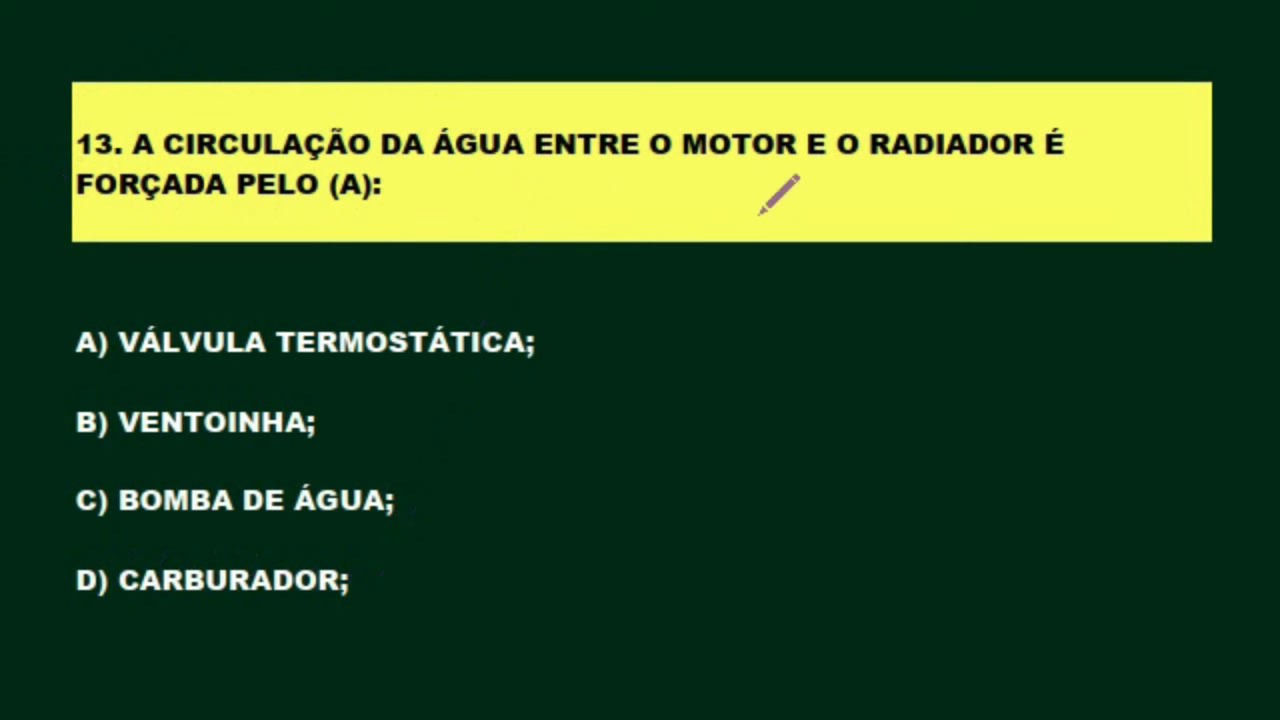 13. A CIRCULAÇÃO DA ÁGUA ENTRE O MOTOR E O RADIADOR É
FORÇADA PELO (A):
A) VÁLVULA TERMOSTÁTICA;
B) VENTOINHA;
C) BOMBA DE ÁGUA;
D) CARBURADOR;